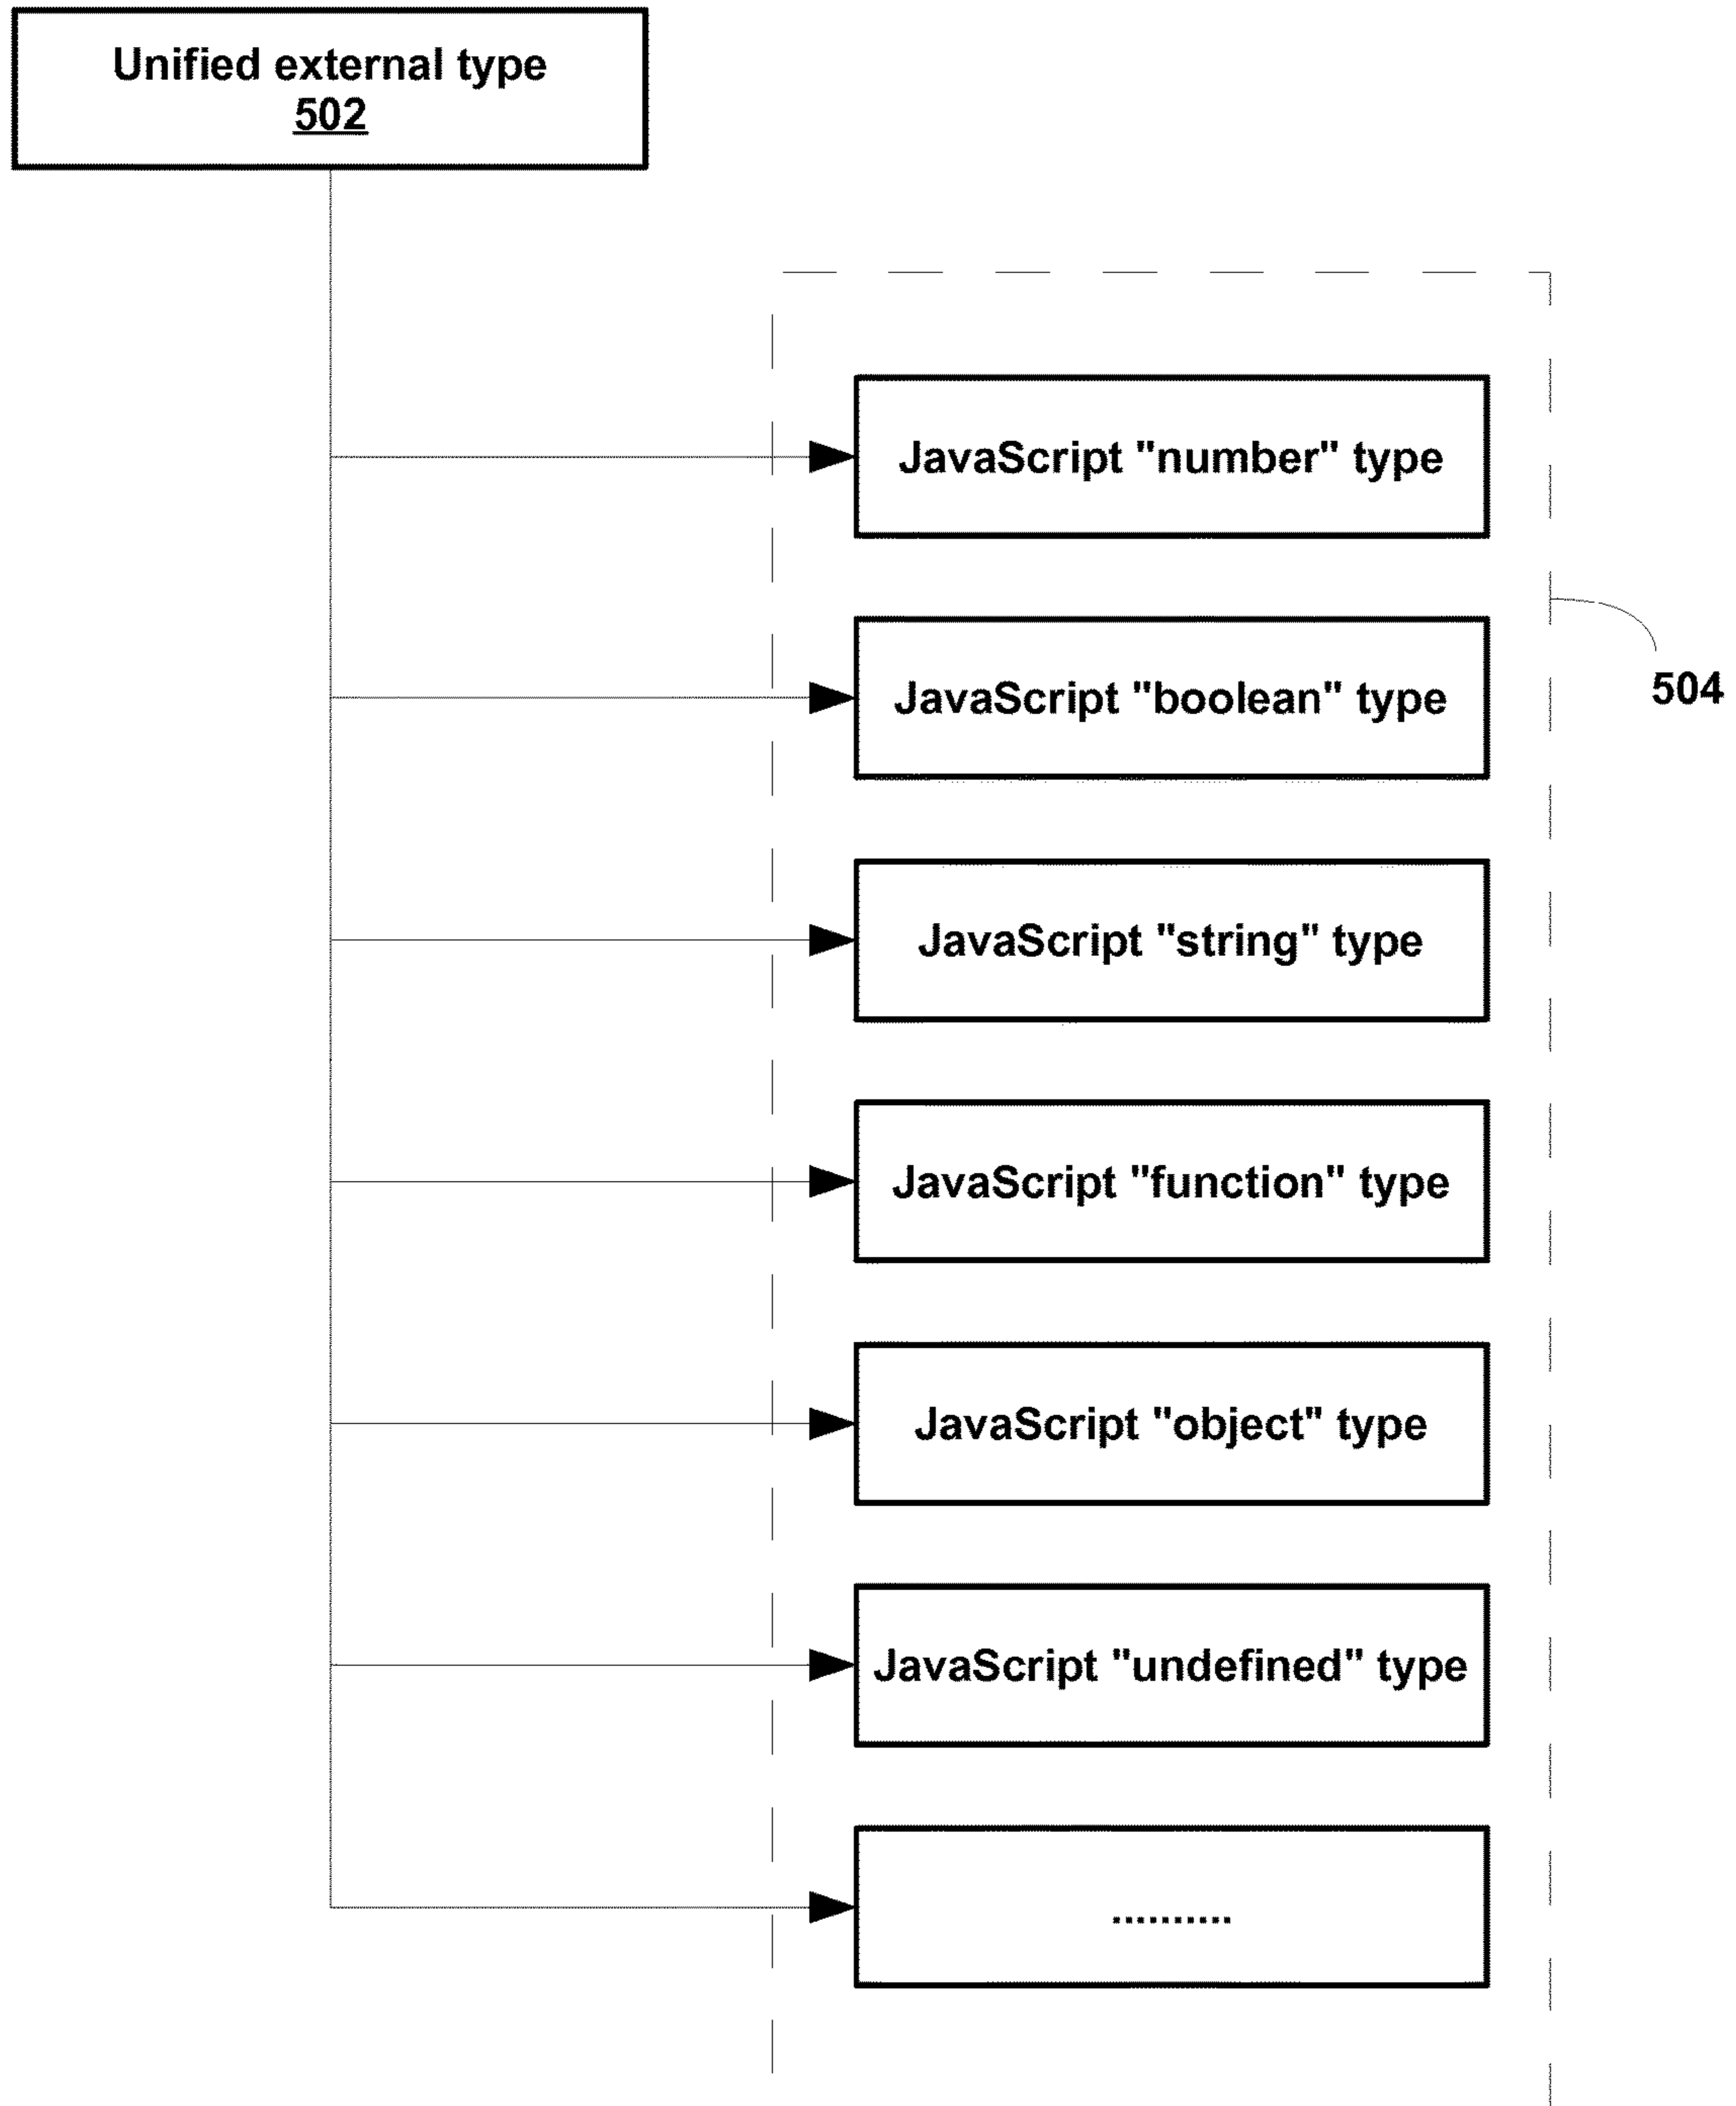 Unified external type
502
JavaScript "number" type
504
JavaScript "boolean" type
JavaScript "string" type
JavaScript "function" type
JavaScript "object" type
JavaScript "undefined" type
..........